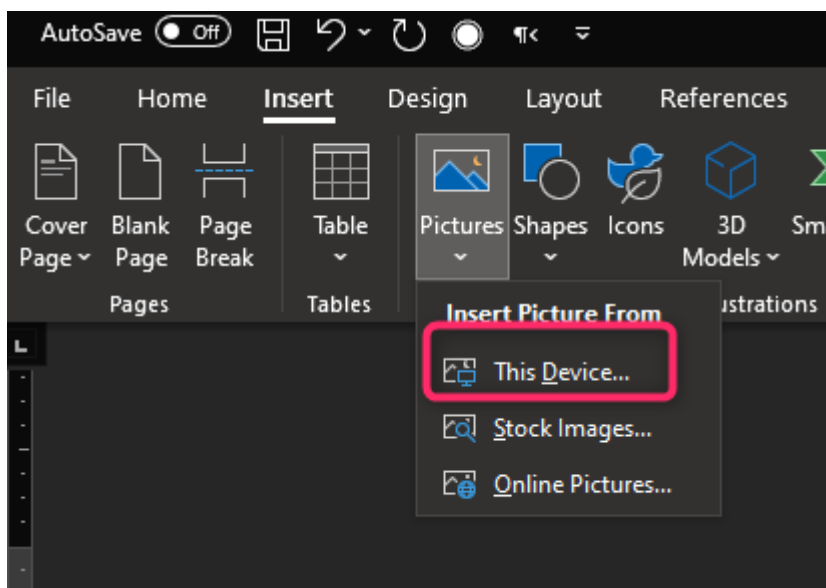 AutoSave Off
File Home Insert Design Layout References
Cover Page
Blank Page
Page Break
Table
Pictures
Shapes
Icons
3D Models
Pages
Tables
Insert Picture From
This Device...
Stock Images...
Online Pictures...